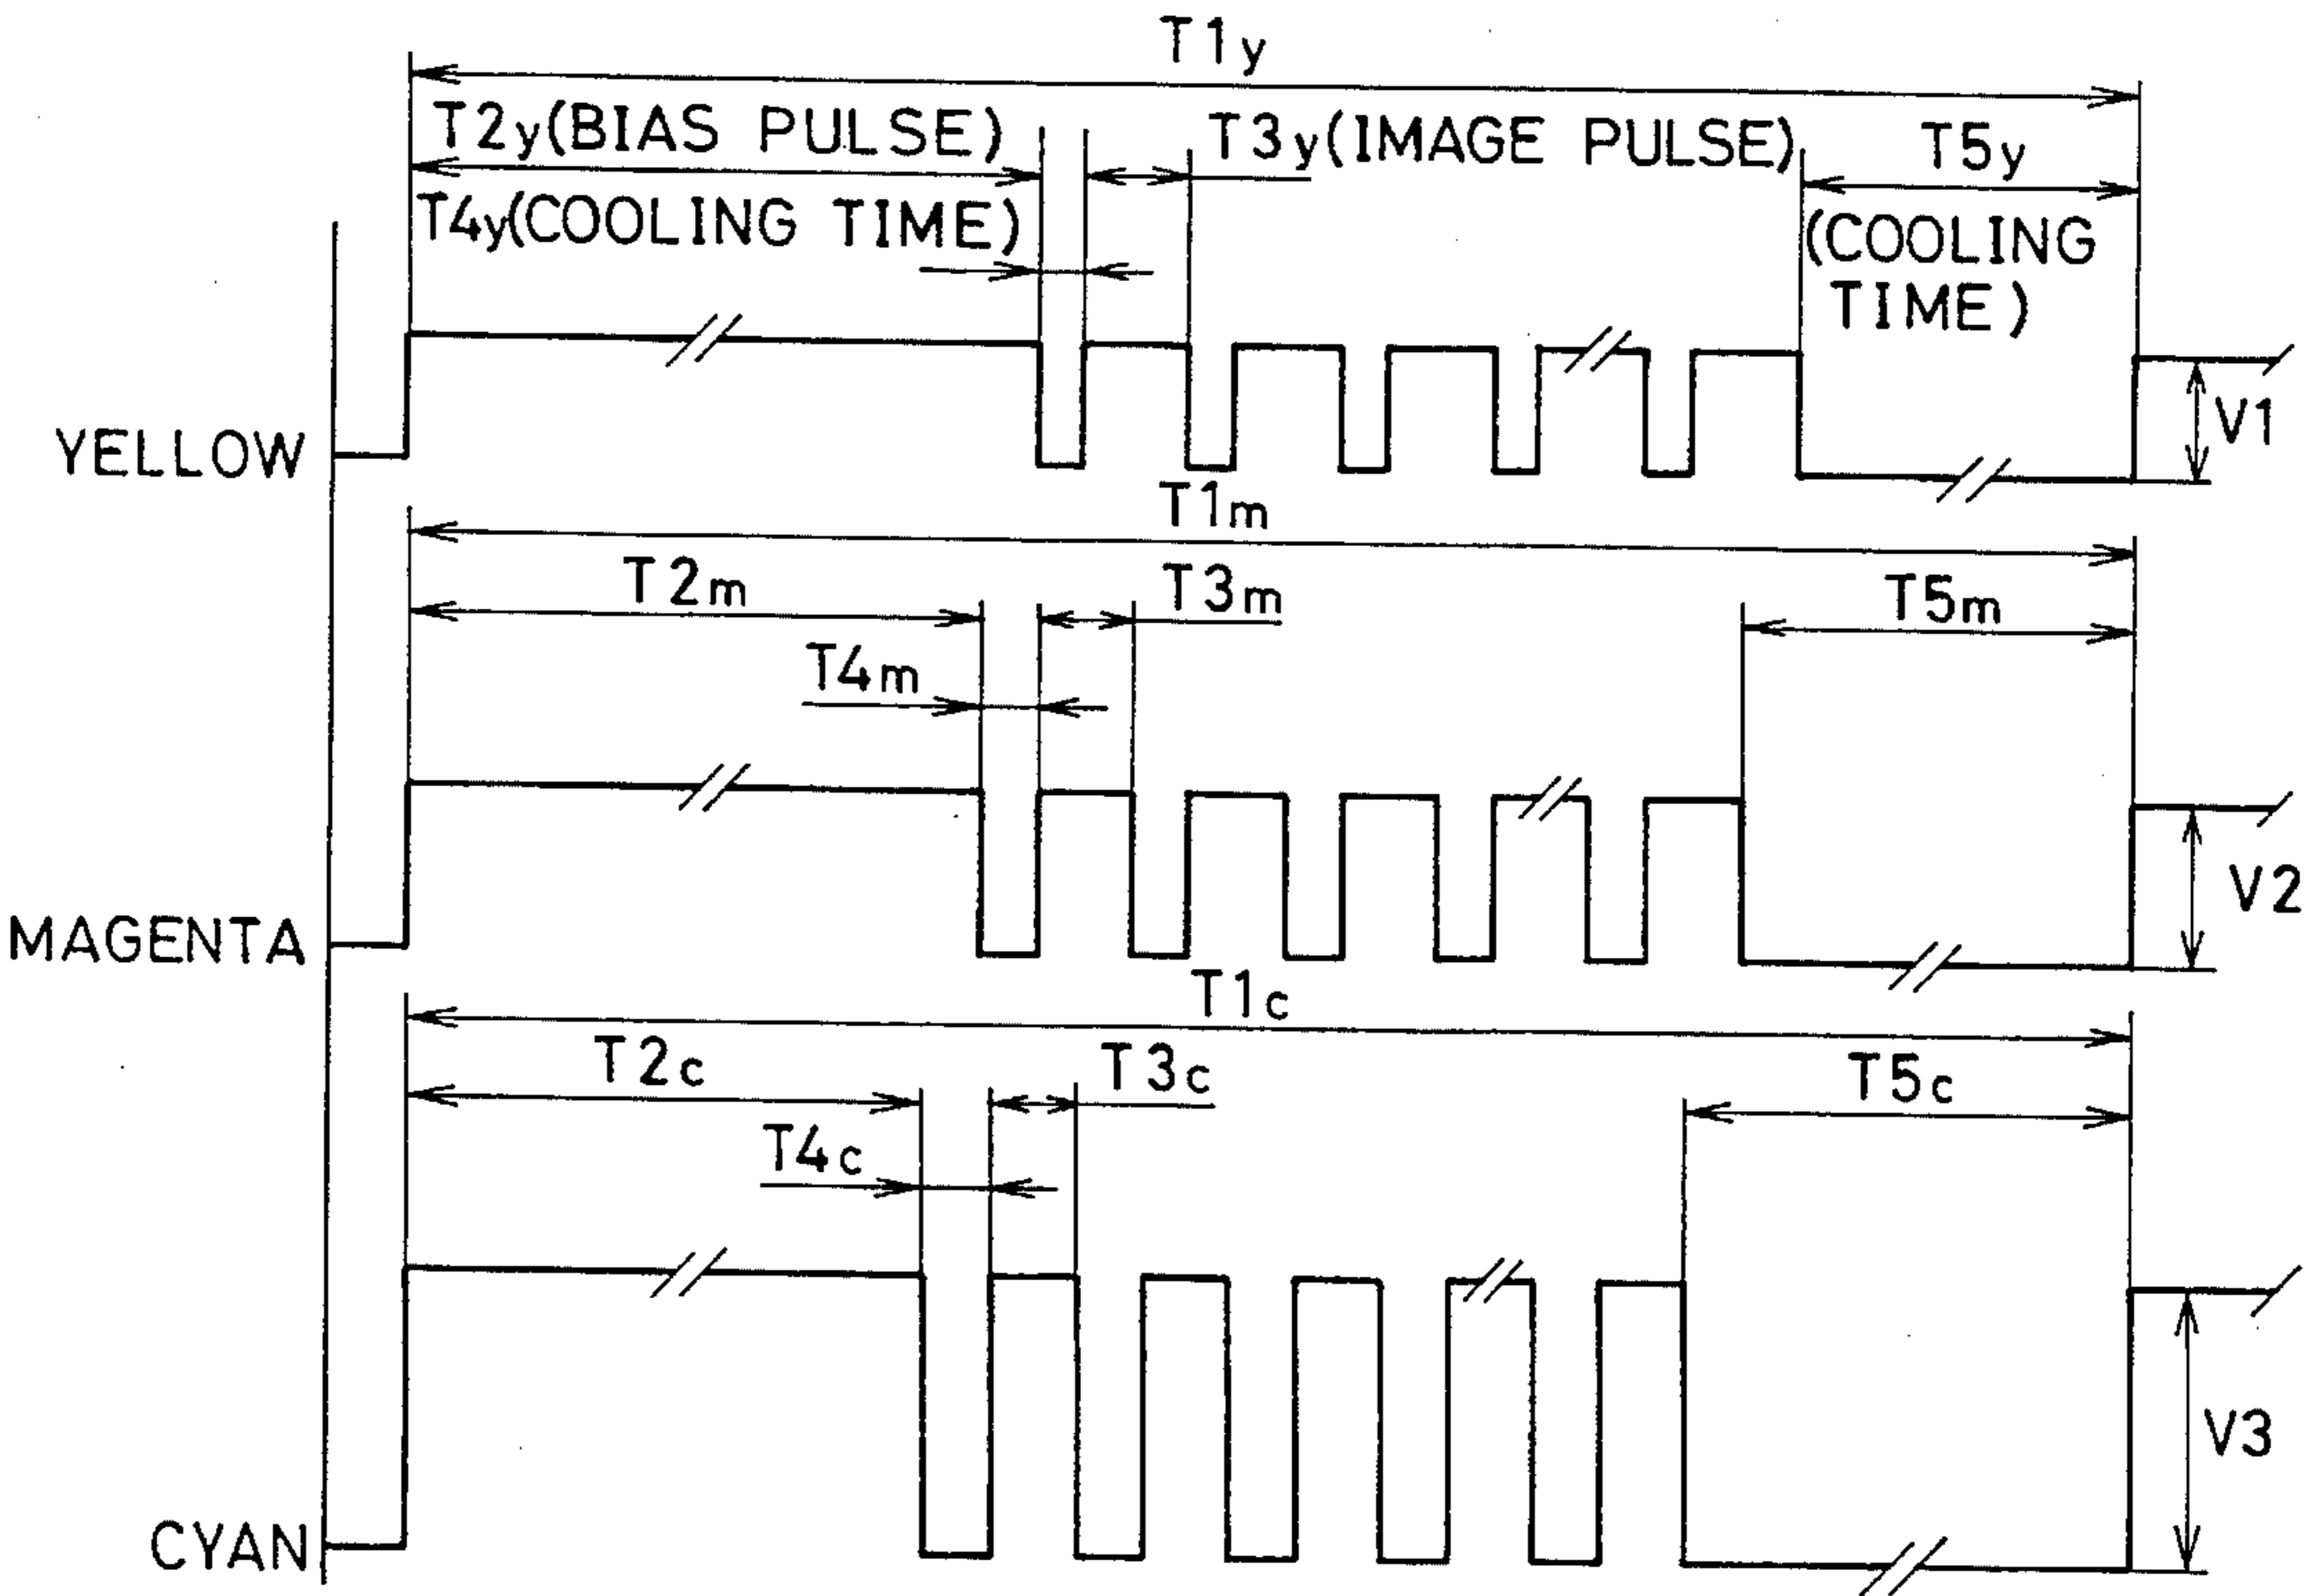 T1y
T2y(BIAS PULSE)
T3y(IMAGE PULSE)
T5y
T4y(COOLING TIME)
(COOLING
TIME)
YELLOW
V1
T1m
T2m
T3m
T5m
T4m
MAGENTA
V2
T1c
T2c
T3c
T5c
T4c
V3
CYAN